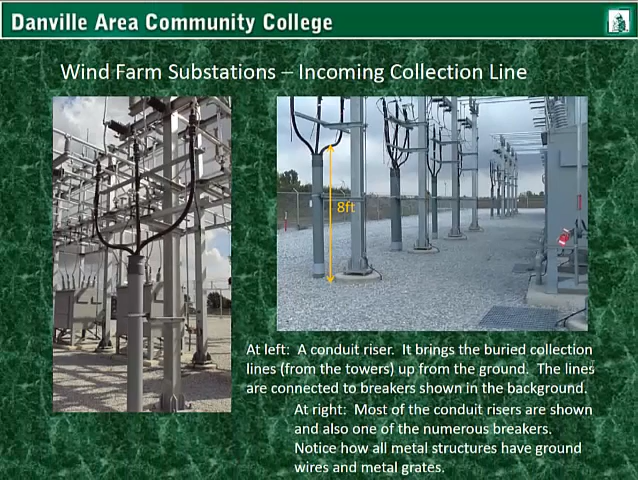 Danville Area Community College
Wind Farm Substations – Incoming Collection Line
8ft
At left:  A conduit riser.  It brings the buried collection
lines (from the towers) up from the ground.  The lines
are connected to breakers shown in the background.
At right:  Most of the conduit risers are shown
and also one of the numerous breakers.
Notice how all metal structures have ground
wires and metal grates.